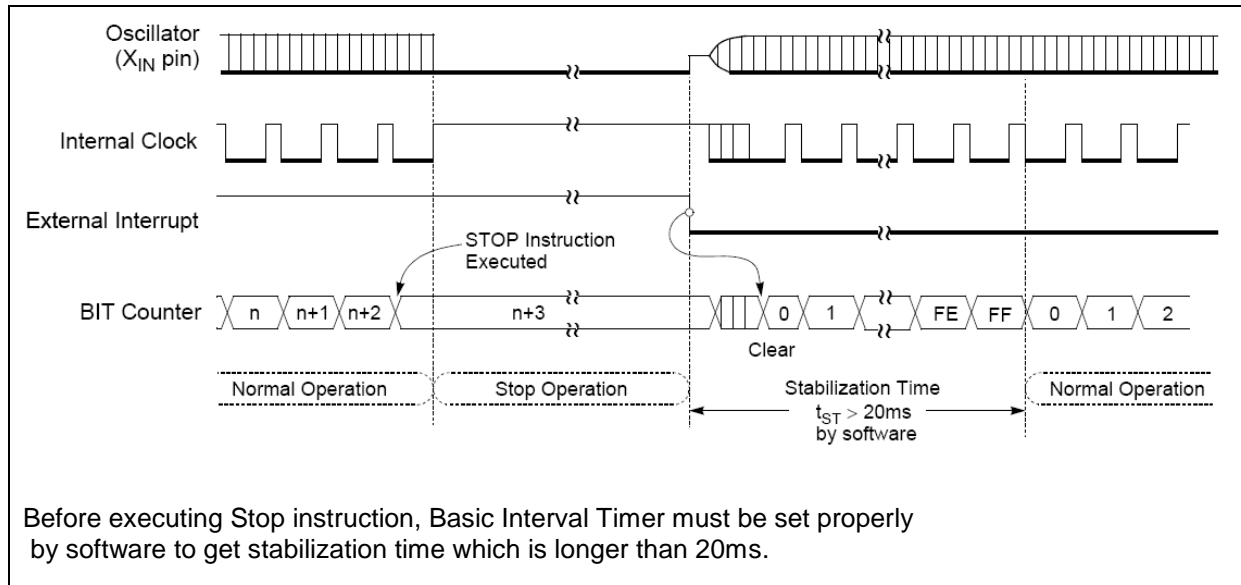 Oscillator
(XIN pin)
Internal Clock
External Interrupt
STOP Instruction
Executed
BIT Counter
n n+1 n+2 n+3 0 1 FE FF 0 1 2
Clear
Normal Operation Stop Operation Stabilization Time Normal Operation
tST > 20ms
by software
Before executing Stop instruction, Basic Interval Timer must be set properly
by software to get stabilization time which is longer than 20ms.